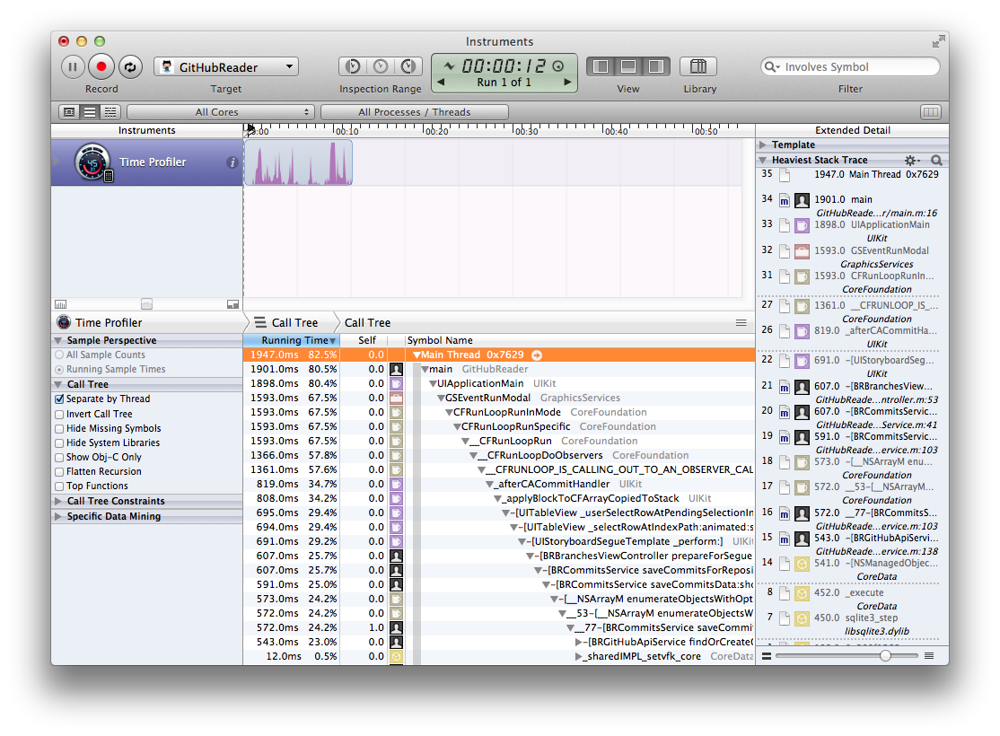 Instruments
GitHubReader
00:00:12
Run 1 of 1
Involves Symbol
Record
Target
Inspection Range
View
Library
Filter
All Cores
All Processes / Threads
Instruments
00:00
00:10
00:20
00:30
00:40
00:50
Extended Detail
Time Profiler
Template
Heaviest Stack Trace
35 1947.0 Main Thread 0x7629
34 1901.0 main
GitHubReade...r/main.m:16
33 1898.0 UIApplicationMain
UIKit
32 1593.0 GSEventRunModal
GraphicsServices
31 1593.0 CFRunLoopRunIn...
CoreFoundation
27 1361.0 __CFRUNLOOP_IS_...
CoreFoundation
26 819.0 _afterCACommitHa...
UIKit
22 691.0 -[UIStoryboardSeg...
UIKit
21 607.0 -[BRBranchesView...
GitHubReade...ntroller.m:53
20 607.0 -[BRCommitsServic...
GitHubReade...Service.m:41
19 591.0 -[BRCommitsServic...
GitHubReade...ervice.m:103
18 573.0 -[__NSArrayM enu...
CoreFoundation
17 572.0 __53-[__NSArrayM...
CoreFoundation
16 572.0 __77-[BRCommitsS...
GitHubReade...ervice.m:103
15 543.0 -[BRGitHubApiServi...
GitHubReade...ervice.m:138
14 541.0 -[NSManagedObjec...
CoreData
8 452.0 _execute
CoreData
7 450.0 sqlite3_step
libsqlite3.dylib
Time Profiler
Call Tree
Call Tree
Sample Perspective
All Sample Counts
Running Sample Times
Call Tree
Separate by Thread
Invert Call Tree
Hide Missing Symbols
Hide System Libraries
Show Obj-C Only
Flatten Recursion
Top Functions
Call Tree Constraints
Specific Data Mining
Running Time Self Symbol Name
1947.0ms 82.5% 0.0 Main Thread 0x7629
1901.0ms 80.5% 0.0 main GitHubReader
1898.0ms 80.4% 0.0 UIApplicationMain UIKit
1593.0ms 67.5% 0.0 GSEventRunModal GraphicsServices
1593.0ms 67.5% 0.0 CFRunLoopRunInMode CoreFoundation
1593.0ms 67.5% 0.0 CFRunLoopRunSpecific CoreFoundation
1593.0ms 67.5% 0.0 __CFRunLoopRun CoreFoundation
1366.0ms 57.8% 0.0 __CFRunLoopDoObservers CoreFoundation
1361.0ms 57.6% 0.0 __CFRUNLOOP_IS_CALLING_OUT_TO_AN_OBSERVER_CAL
819.0ms 34.7% 0.0 _afterCACommitHandler UIKit
808.0ms 34.2% 0.0 _applyBlockToCFArrayCopiedToStack UIKit
695.0ms 29.4% 0.0 -[UITableView _userSelectRowAtPendingSelectionIn
694.0ms 29.4% 0.0 -[UITableView _selectRowAtIndexPath:animated:s
691.0ms 29.2% 0.0 -[UIStoryboardSegueTemplate _perform:] UIKi
607.0ms 25.7% 0.0 -[BRBranchesViewController prepareForSegue
607.0ms 25.7% 0.0 -[BRCommitsService saveCommitsForReposi
591.0ms 25.0% 0.0 -[BRCommitsService saveCommitsData:sho
573.0ms 24.2% 0.0 -[__NSArrayM enumerateObjectsWithOpt
572.0ms 24.2% 0.0 __53-[__NSArrayM enumerateObjectsW
572.0ms 24.2% 1.0 __77-[BRCommitsService saveCommit
543.0ms 23.0% 0.0 -[BRGitHubApiService findOrCreate
12.0ms 0.5% 0.0 _sharedIMPL_setvfk_core CoreData